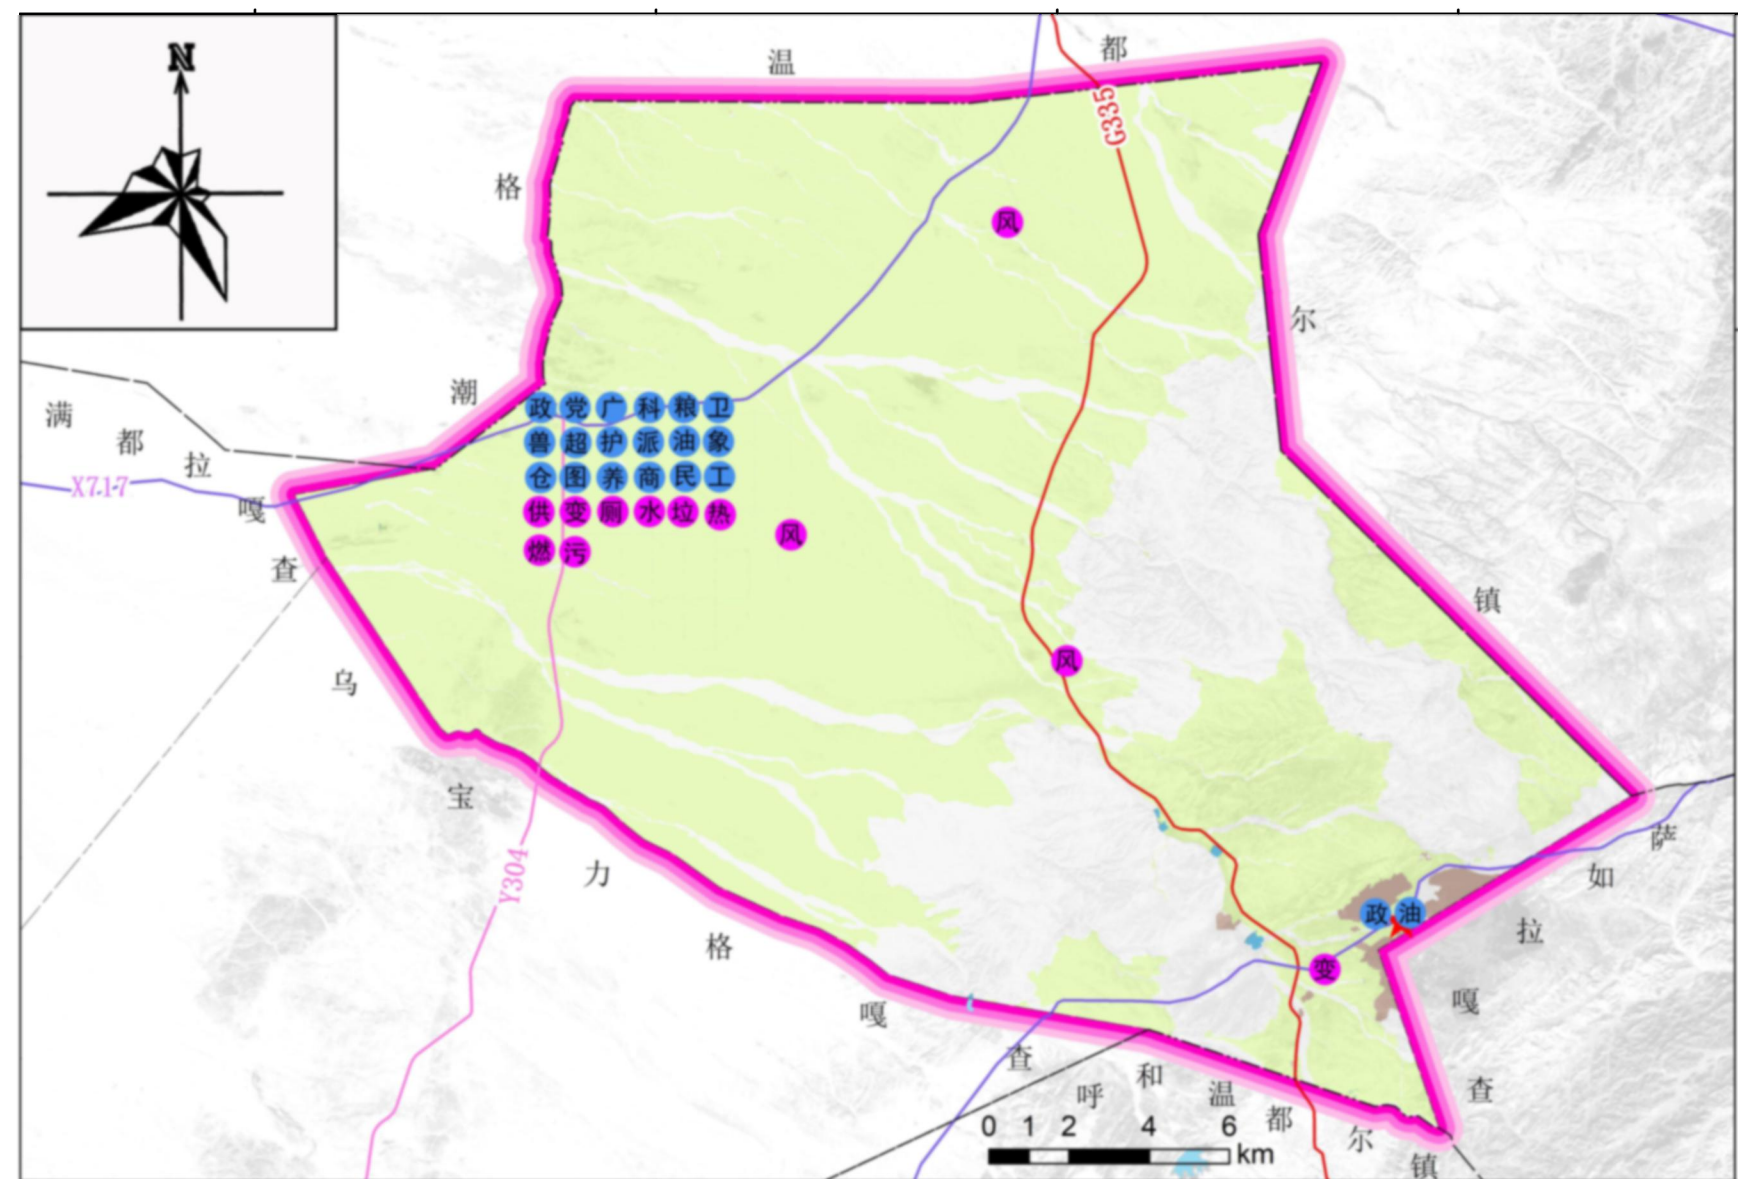 N
温
都
G335
格
风
尔
潮
满
都
拉
X717
嘎
查
政 党 广 科 粮 卫
兽 超 护 派 油 象
仓 图 养 商 民 工
供 变 厕 水 垃 热
燃 污
风
镇
乌
风
宝
力
格
嘎
查
Y304
萨
如
拉
嘎
查
政 油
变
呼
和
温
都
尔
镇
0 1 2 4 6
km